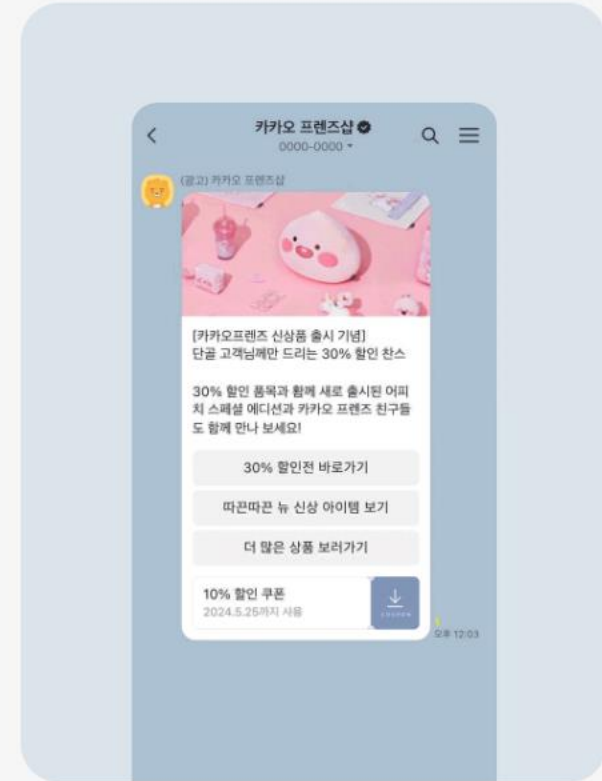 카카오 프렌즈샵
0000-0000
(광고) 카카오 프렌즈샵
[카카오프렌즈 신상품 출시 기념]
단골 고객님께만 드리는 30% 할인 찬스
30% 할인 품목과 함께 새로 출시된 어피
치 스페셜 에디션과 카카오 프렌즈 친구들
도 함께 만나 보세요!
30% 할인전 바로가기
따끈따끈 뉴 신상 아이템 보기
더 많은 상품 보러가기
10% 할인 쿠폰
2024.5.25까지 사용
COUPON
1
오후 12:03